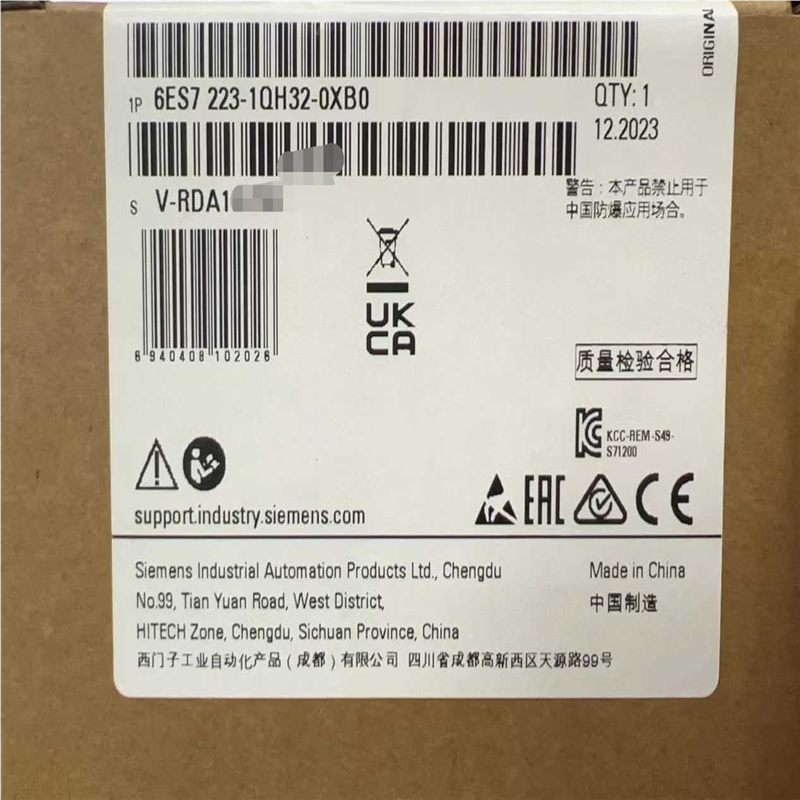 ORIGINAL
1P 6ES7 223-1QH32-0XB0
QTY: 1
12.2023
S V-RDA1
警告：本产品禁止用于
中国防爆应用场合。
UK
CA
6 940408 102026
质量检验合格
KCC-REM-S49-
S71200
EAC
CE
support.industry.siemens.com
Siemens Industrial Automation Products Ltd., Chengdu
Made in China
No.99, Tian Yuan Road, West District,
中国制造
HITECH Zone, Chengdu, Sichuan Province, China
西门子工业自动化产品（成都）有限公司 四川省成都高新西区天源路99号